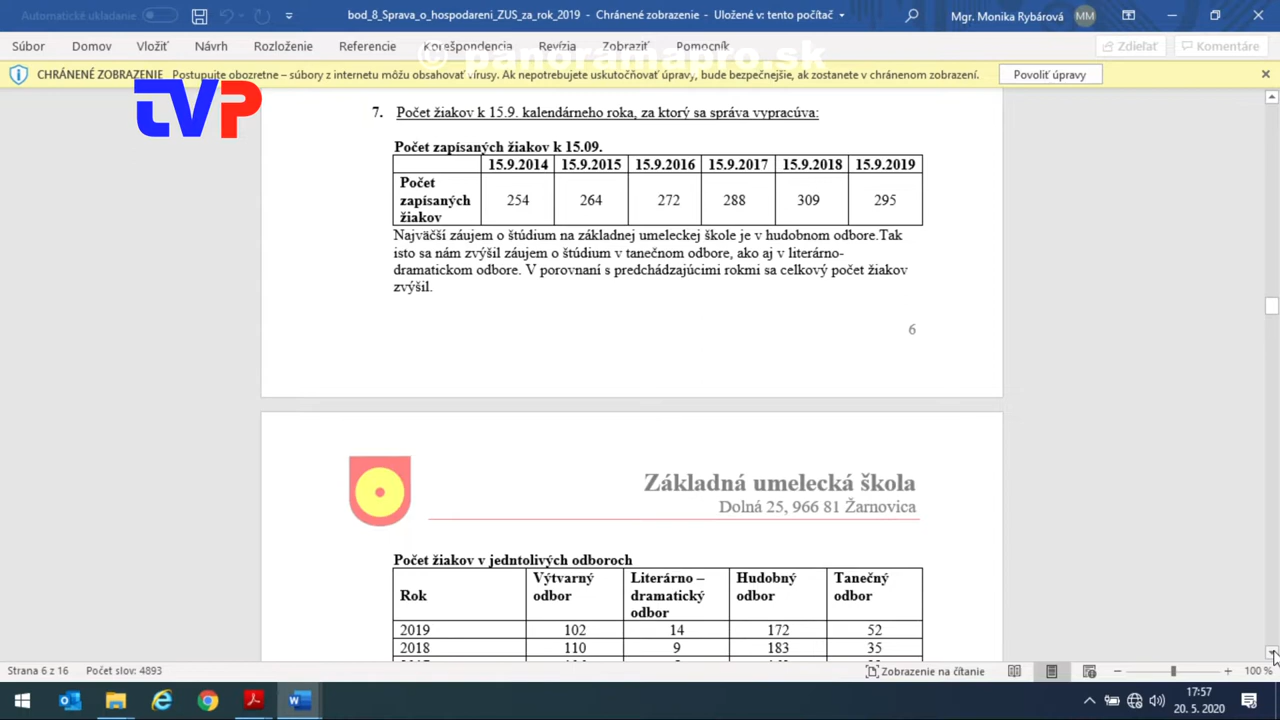 Automatické ukladanie
bod_8_Sprava_o_hospodareni_ZUS_za_rok_2019 - Chránené zobrazenie - Uložené v: tento počítač
Mgr. Monika Rybárová MM
Súbor Domov Vložiť Návrh Rozloženie Referencie Korešpondencia Revízia Zobraziť Pomocník Zdieľať Komentáre
© panoramapro.sk
CHRÁNENÉ ZOBRAZENIE Postupujte obozretne – súbory z internetu môžu obsahovať vírusy. Ak nepotrebujete uskutočňovať úpravy, bude bezpečnejšie, ak zostanete v chránenom zobrazení. Povoliť úpravy
TVP
7. Počet žiakov k 15.9. kalendárneho roka, za ktorý sa správa vypracúva:
Počet zapísaných žiakov k 15.09.
15.9.2014 15.9.2015 15.9.2016 15.9.2017 15.9.2018 15.9.2019
Počet zapísaných žiakov 254 264 272 288 309 295
Najväčší záujem o štúdium na základnej umeleckej škole je v hudobnom odbore.Tak
isto sa nám zvýšil záujem o štúdium v tanečnom odbore, ako aj v literárno-
dramatickom odbore. V porovnaní s predchádzajúcimi rokmi sa celkový počet žiakov
zvýšil.
6
Základná umelecká škola
Dolná 25, 966 81 Žarnovica
Počet žiakov v jedntolivých odboroch
Rok Výtvarný odbor Literárno – dramatický odbor Hudobný odbor Tanečný odbor
2019 102 14 172 52
2018 110 9 183 35
Strana 6 z 16 Počet slov: 4893 Zobrazenie na čítanie 100 %
17:57
20. 5. 2020